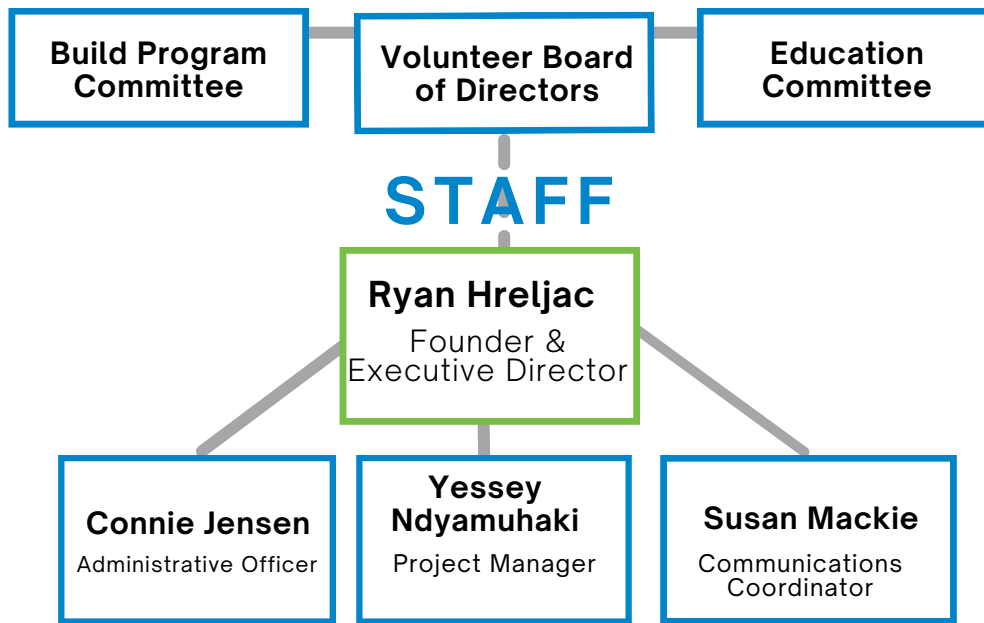 Build Program
Committee
Volunteer Board
of Directors
Education
Committee
STAFF
Ryan Hreljac
Founder &
Executive Director
Connie Jensen
Administrative Officer
Yessey
Ndyamuhaki
Project Manager
Susan Mackie
Communications
Coordinator